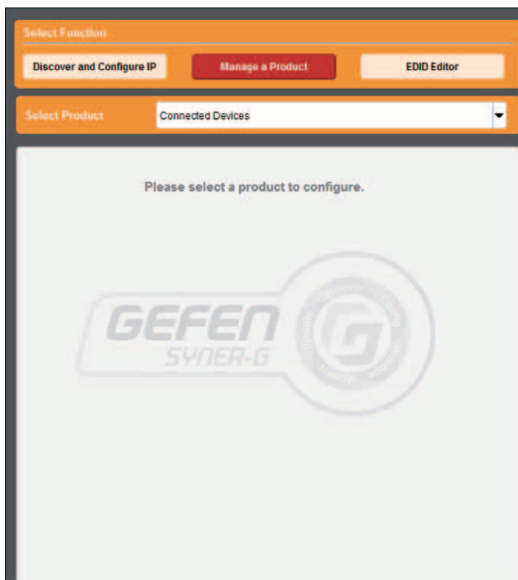 Select Function
Discover and Configure IP Manage a Product EDID Editor
Select Product Connected Devices
Please select a product to configure.
GEFEN
SYNER-G